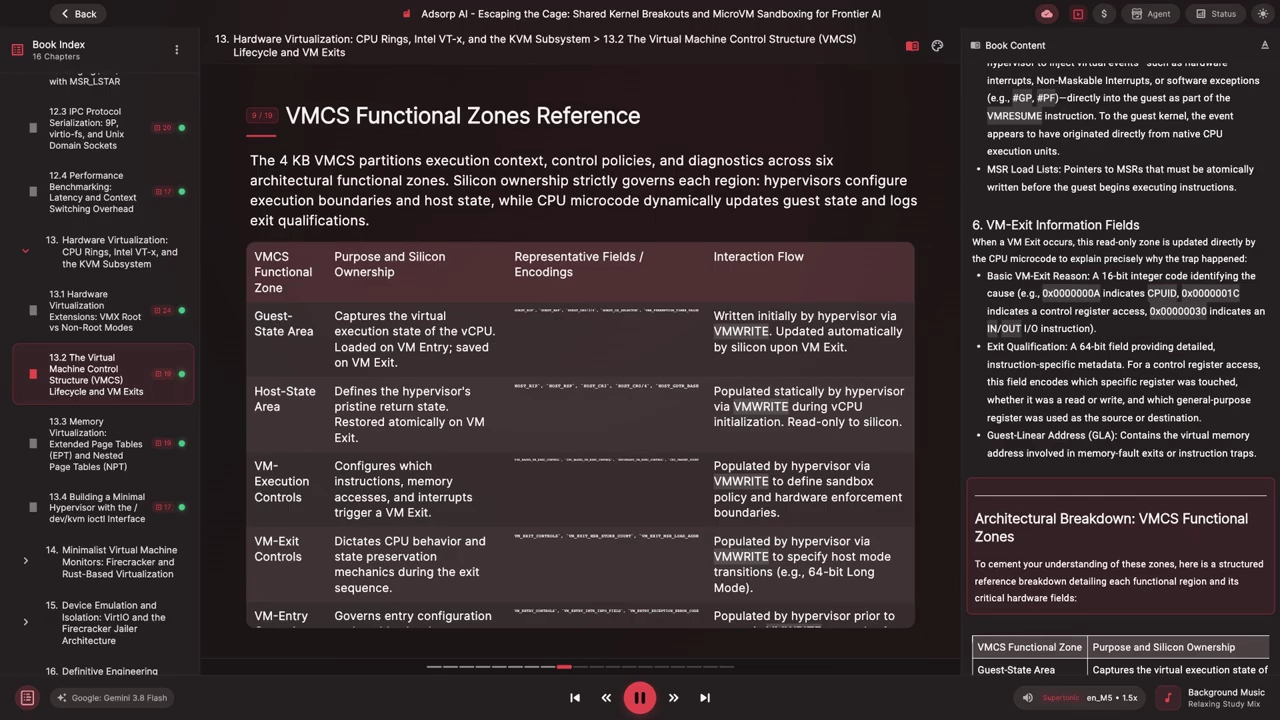 Back
Adsorp AI - Escaping the Cage: Shared Kernel Breakouts and MicroVM Sandboxing for Frontier AI
$
Agent
Status
Book Index
16 Chapters
with MSR_LSTAR
12.3 IPC Protocol
Serialization: 9P,
virtio-fs, and Unix
Domain Sockets
20
12.4 Performance
Benchmarking:
Latency and Context
Switching Overhead
17
13. Hardware Virtualization:
CPU Rings, Intel VT-x, and
the KVM Subsystem
13.1 Hardware
Virtualization
Extensions: VMX Root
vs Non-Root Modes
24
13.2 The Virtual
Machine Control
Structure (VMCS)
Lifecycle and VM Exits
19
13.3 Memory
Virtualization:
Extended Page Tables
(EPT) and Nested
Page Tables (NPT)
19
13.4 Building a Minimal
Hypervisor with the /
dev/kvm ioctl Interface
17
14. Minimalist Virtual Machine
Monitors: Firecracker and
Rust-Based Virtualization
15. Device Emulation and
Isolation: VirtIO and the
Firecracker Jailer
Architecture
16. Definitive Engineering
Google: Gemini 3.8 Flash
13. Hardware Virtualization: CPU Rings, Intel VT-x, and the KVM Subsystem > 13.2 The Virtual Machine Control Structure (VMCS)
Lifecycle and VM Exits
9 / 19
VMCS Functional Zones Reference
The 4 KB VMCS partitions execution context, control policies, and diagnostics across six
architectural functional zones. Silicon ownership strictly governs each region: hypervisors configure
execution boundaries and host state, while CPU microcode dynamically updates guest state and logs
exit qualifications.
VMCS
Functional
Zone
Purpose and Silicon
Ownership
Representative Fields /
Encodings
Interaction Flow
Guest-
State Area
Captures the virtual
execution state of the vCPU.
Loaded on VM Entry; saved
on VM Exit.
Written initially by hypervisor via
VMWRITE. Updated automatically
by silicon upon VM Exit.
Host-State
Area
Defines the hypervisor's
pristine return state.
Restored atomically on VM
Exit.
`HOST_RIP`, `HOST_RSP`, `HOST_CR3`, `HOST_CR0/4`, `HOST_GDTR_BASE`
Populated statically by hypervisor
via VMWRITE during vCPU
initialization. Read-only to silicon.
VM-
Execution
Controls
Configures which
instructions, memory
accesses, and interrupts
trigger a VM Exit.
Populated by hypervisor via
VMWRITE to define sandbox
policy and hardware enforcement
boundaries.
VM-Exit
Controls
Dictates CPU behavior and
state preservation
mechanics during the exit
sequence.
`VM_EXIT_CONTROLS`, `VM_EXIT_MSR_STORE_COUNT`, `VM_EXIT_MSR_LOAD_ADDR`
Populated by hypervisor via
VMWRITE to specify host mode
transitions (e.g., 64-bit Long
Mode).
VM-Entry
Governs entry configuration
`VM_ENTRY_CONTROLS`, `VM_ENTRY_INTR_INFO_FIELD`, `VM_ENTRY_EXCEPTION_ERROR_CODE`
Populated by hypervisor prior to
Book Content
hypervisor to inject virtual events—such as hardware
interrupts, Non-Maskable Interrupts, or software exceptions
(e.g., #GP, #PF)—directly into the guest as part of the
VMRESUME instruction. To the guest kernel, the event
appears to have originated directly from native CPU
execution units.
• MSR Load Lists: Pointers to MSRs that must be atomically
written before the guest begins executing instructions.
6. VM-Exit Information Fields
When a VM Exit occurs, this read-only zone is updated directly by
the CPU microcode to explain precisely why the trap happened:
• Basic VM-Exit Reason: A 16-bit integer code identifying the
cause (e.g., 0x0000000A indicates CPUID, 0x0000001C
indicates a control register access, 0x00000030 indicates an
IN/OUT I/O instruction).
• Exit Qualification: A 64-bit field providing detailed,
instruction-specific metadata. For a control register access,
this field encodes which specific register was touched,
whether it was a read or write, and which general-purpose
register was used as the source or destination.
• Guest-Linear Address (GLA): Contains the virtual memory
address involved in memory-fault exits or instruction traps.
Architectural Breakdown: VMCS Functional
Zones
To cement your understanding of these zones, here is a structured
reference breakdown detailing each functional region and its
critical hardware fields:
VMCS Functional Zone
Purpose and Silicon Ownership
Guest-State Area
Captures the virtual execution state of
Supertonic
en_M5 • 1.5x
Background Music
Relaxing Study Mix